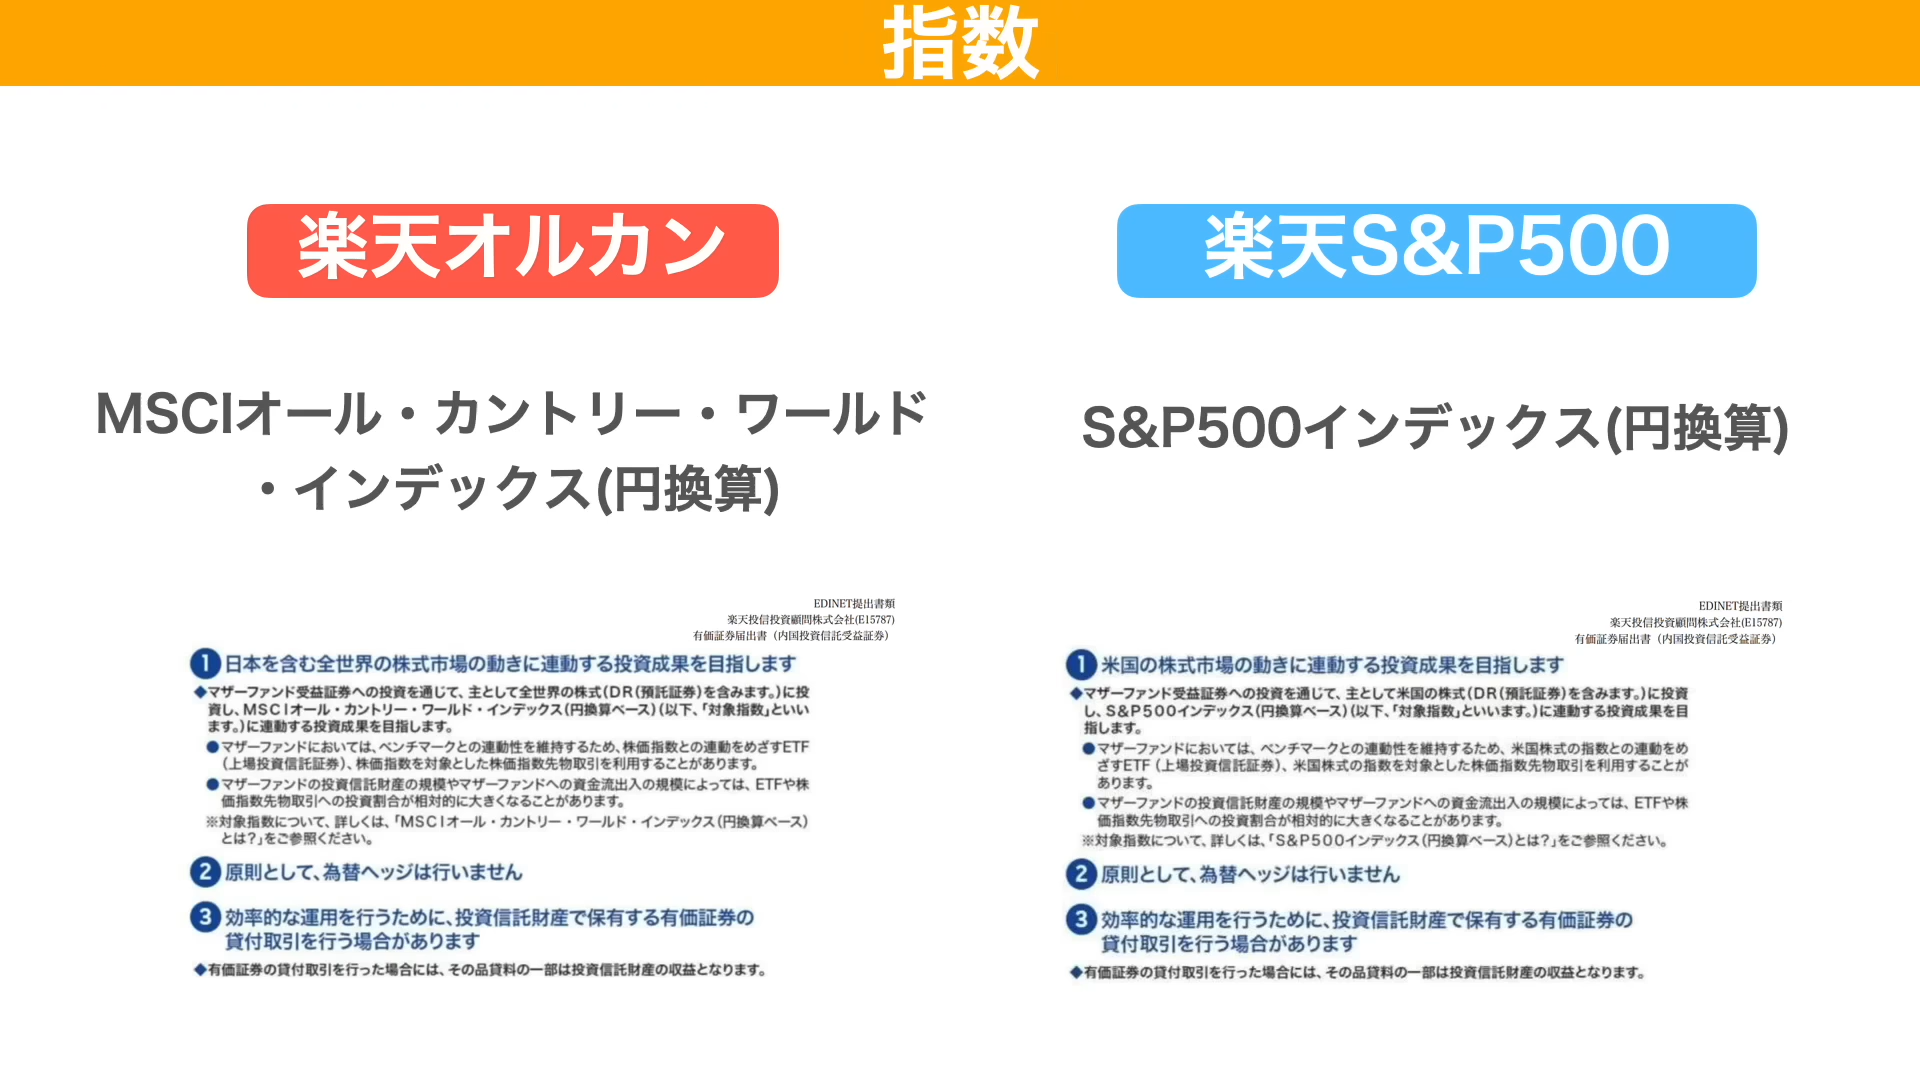 指数
楽天オルカン
MSCIオール・カントリー・ワールド
・インデックス(円換算)
EDINET提出書類
楽天投信投資顧問株式会社(E15787)
有価証券届出書（内国投資信託受益証券）
1 日本を含む全世界の株式市場の動きに連動する投資成果を目指します
◆マザーファンド受益証券への投資を通じて、主として全世界の株式(DR(預託証券)を含みます。)に投
資し、MSCIオール・カントリー・ワールド・インデックス(円換算ベース)(以下、「対象指数」といい
ます。)に連動する投資成果を目指します。
●マザーファンドにおいては、ベンチマークとの連動性を維持するため、株価指数との連動をめざすETF
（上場投資信託証券）、株価指数を対象とした株価指数先物取引を利用することがあります。
●マザーファンドの投資信託財産の規模やマザーファンドへの資金流出入の規模によっては、ETFや株
価指数先物取引への投資割合が相対的に大きくなることがあります。
※対象指数について、詳しくは、「MSCIオール・カントリー・ワールド・インデックス(円換算ベース)
とは?」をご参照ください。
2 原則として、為替ヘッジは行いません
3 効率的な運用を行うために、投資信託財産で保有する有価証券の
貸付取引を行う場合があります
◆有価証券の貸付取引を行った場合には、その品貸料の一部は投資信託財産の収益となります。
楽天S&P500
S&P500インデックス(円換算)
EDINET提出書類
楽天投信投資顧問株式会社(E15787)
有価証券届出書（内国投資信託受益証券）
1 米国の株式市場の動きに連動する投資成果を目指します
◆マザーファンド受益証券への投資を通じて、主として米国の株式(DR(預託証券)を含みます。)に投資
し、S&P500インデックス(円換算ベース)(以下、「対象指数」といいます。)に連動する投資成果を目
指します。
●マザーファンドにおいては、ベンチマークとの連動性を維持するため、米国株式の指数との連動をめ
ざすETF（上場投資信託証券）、米国株式の指数を対象とした株価指数先物取引を利用することが
あります。
●マザーファンドの投資信託財産の規模やマザーファンドへの資金流出入の規模によっては、ETFや株
価指数先物取引への投資割合が相対的に大きくなることがあります。
※対象指数について、詳しくは、「S&P500インデックス(円換算ベース)とは?」をご参照ください。
2 原則として、為替ヘッジは行いません
3 効率的な運用を行うために、投資信託財産で保有する有価証券の
貸付取引を行う場合があります
◆有価証券の貸付取引を行った場合には、その品貸料の一部は投資信託財産の収益となります。